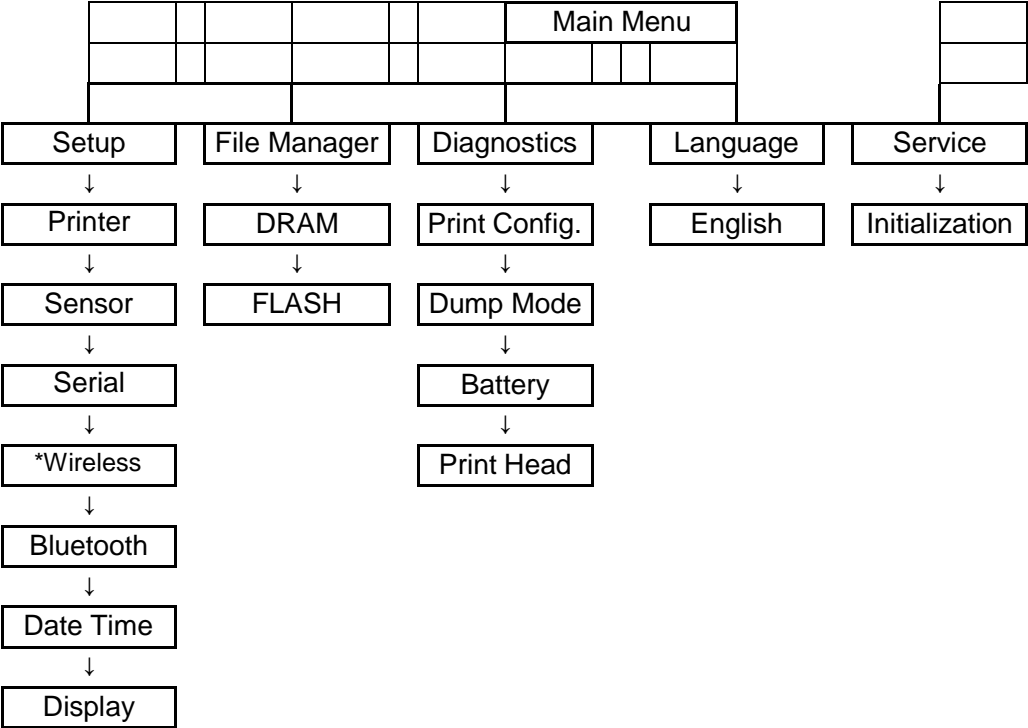 Main Menu
Setup File Manager Diagnostics Language Service
↓ ↓ ↓ ↓ ↓
Printer DRAM Print Config. English Initialization
↓ ↓ ↓
Sensor FLASH Dump Mode
↓ ↓
Serial Battery
↓ ↓
*Wireless Print Head
↓
Bluetooth
↓
Date Time
↓
Display